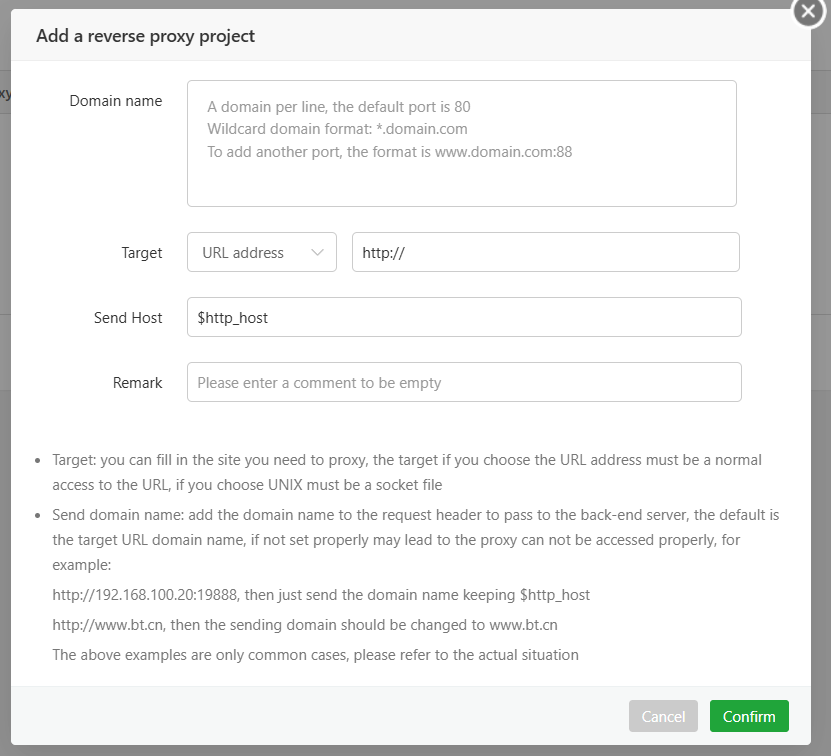 Add a reverse proxy project
xy
Domain name
A domain per line, the default port is 80
Wildcard domain format: *.domain.com
To add another port, the format is www.domain.com:88
Target
URL address
http://
Send Host
$http_host
Remark
Please enter a comment to be empty
• Target: you can fill in the site you need to proxy, the target if you choose the URL address must be a normal
access to the URL, if you choose UNIX must be a socket file
• Send domain name: add the domain name to the request header to pass to the back-end server, the default is
the target URL domain name, if not set properly may lead to the proxy can not be accessed properly, for
example:
http://192.168.100.20:19888, then just send the domain name keeping $http_host
http://www.bt.cn, then the sending domain should be changed to www.bt.cn
The above examples are only common cases, please refer to the actual situation
Cancel
Confirm